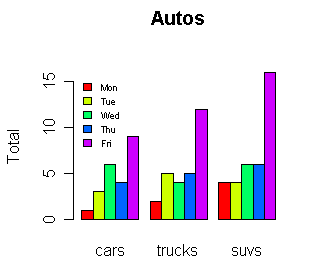 Autos
Total
15
10
5
0
Mon
Tue
Wed
Thu
Fri
cars trucks suvs